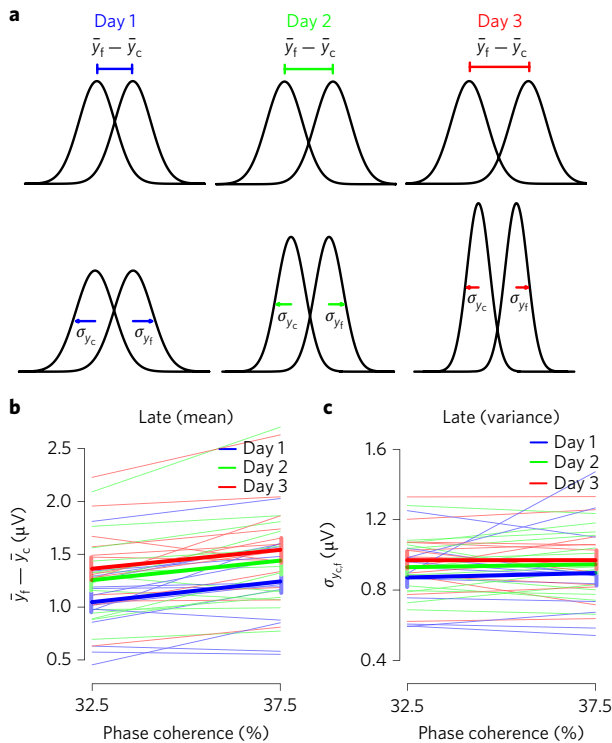 a
Day 1 Day 2 Day 3
ȳf − ȳc ȳf − ȳc ȳf − ȳc
σyc σyf σyc σyf σyc σyf
b
Late (mean)
Day 1
Day 2
Day 3
ȳf − ȳc (μV)
2.5
2.0
1.5
1.0
0.5
32.5 37.5
Phase coherence (%)
c
Late (variance)
Day 1
Day 2
Day 3
σyc,f (μV)
1.6
1.2
0.8
0.4
32.5 37.5
Phase coherence (%)